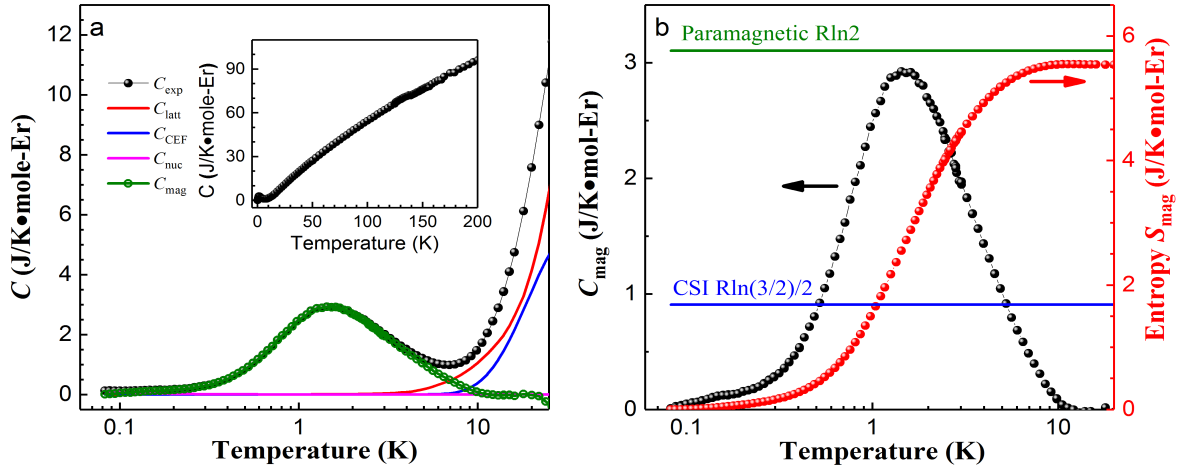 a
C (J/K●mole-Er)
12
10
8
6
4
2
0
0.1
1
10
Temperature (K)
C_exp
C_latt
C_CEF
C_nuc
C_mag
C (J/K●mole-Er)
90
60
30
0
0
50
100
150
200
Temperature (K)
b
C_mag (J/K●mol-Er)
3
2
1
0
Paramagnetic Rln2
CSI Rln(3/2)/2
0.1
1
10
Temperature (K)
6
4
2
0
Entropy S_mag (J/K●mol-Er)